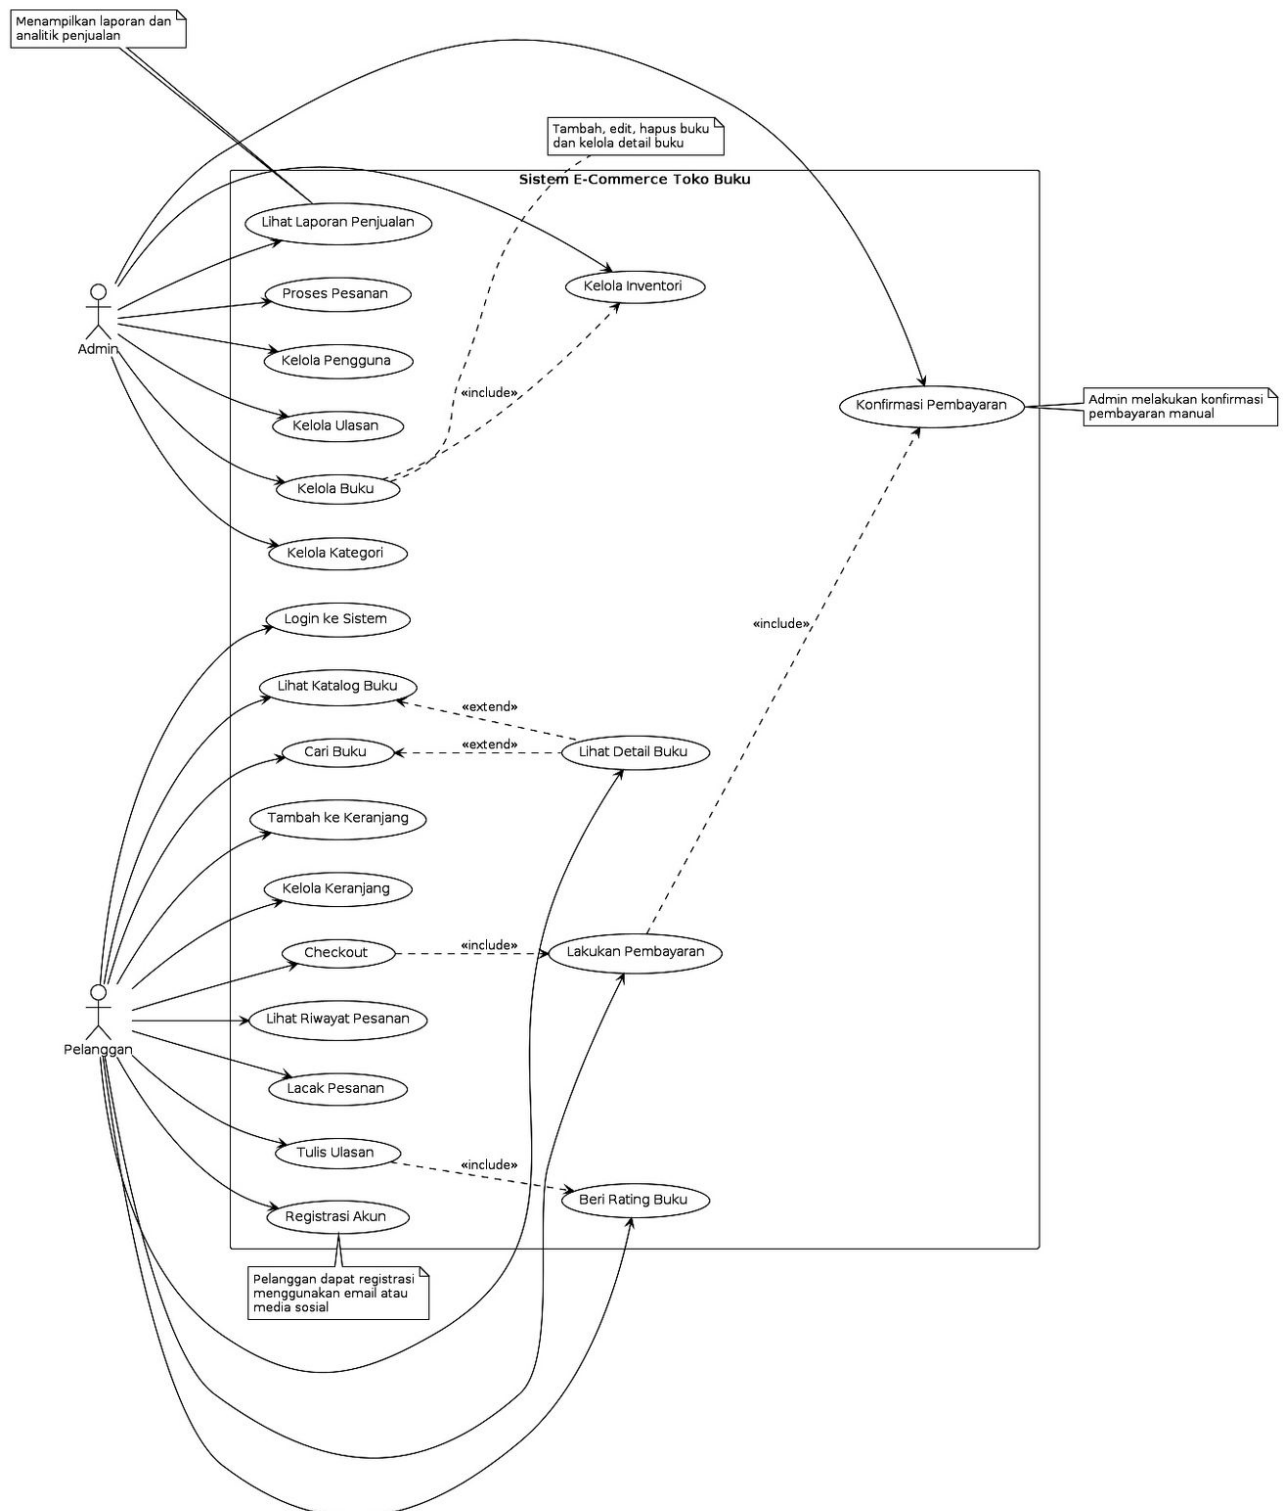 Menampilkan laporan dan
analitik penjualan
Tambah, edit, hapus buku
dan kelola detail buku
Sistem E-Commerce Toko Buku
Lihat Laporan Penjualan
Kelola Inventori
Proses Pesanan
Admin
Kelola Pengguna
«include»
Konfirmasi Pembayaran
Admin melakukan konfirmasi
pembayaran manual
Kelola Ulasan
Kelola Buku
Kelola Kategori
Login ke Sistem
«include»
Lihat Katalog Buku
«extend»
Cari Buku
«extend»
Lihat Detail Buku
Tambah ke Keranjang
Kelola Keranjang
Checkout
«include»
Lakukan Pembayaran
Lihat Riwayat Pesanan
Pelanggan
Lacak Pesanan
Tulis Ulasan
«include»
Beri Rating Buku
Registrasi Akun
Pelanggan dapat registrasi
menggunakan email atau
media sosial